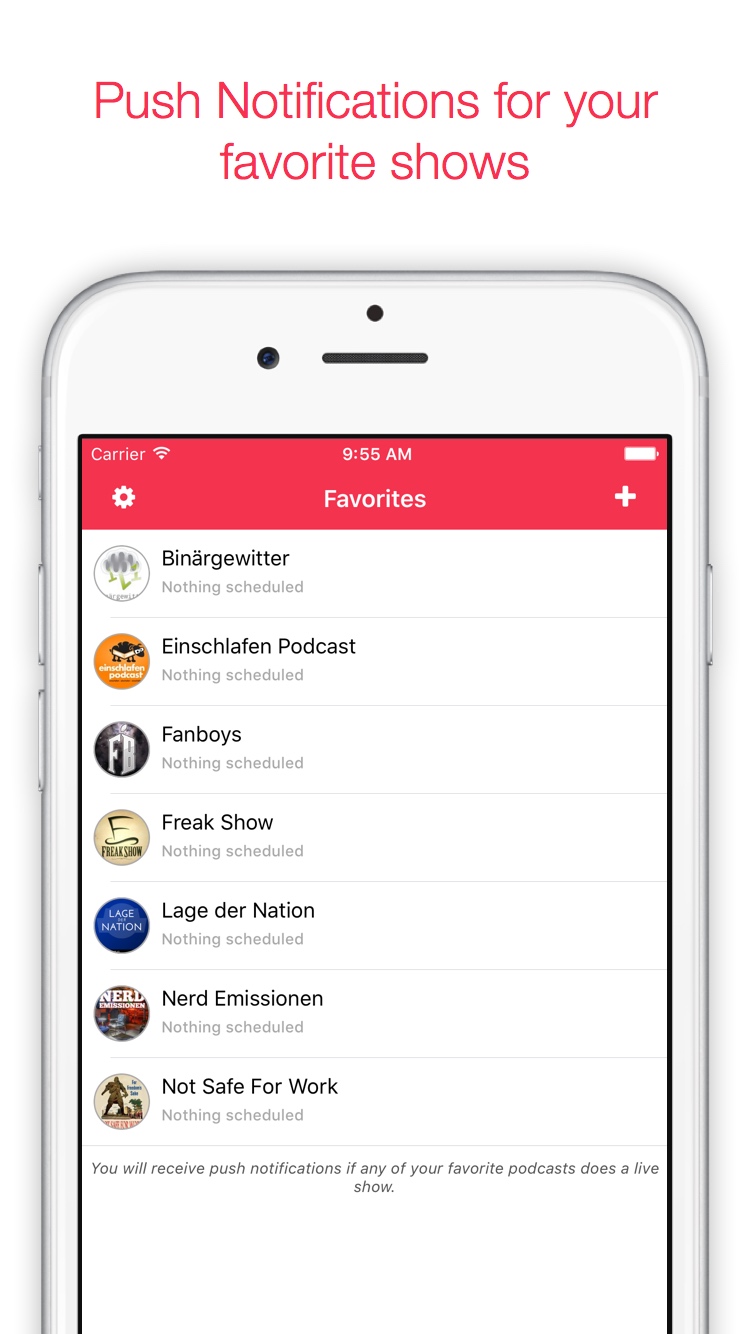 Push Notifications for your
favorite shows
Carrier 9:55 AM
Favorites
Binärgewitter
Nothing scheduled
einschlafen
podcast
Einschlafen Podcast
Nothing scheduled
FB
Fanboys
Nothing scheduled
FREAK SHOW
Freak Show
Nothing scheduled
LAGE
DER
NATION
Lage der Nation
Nothing scheduled
NERD
EMISSIONEN
Nerd Emissionen
Nothing scheduled
Not Safe For Work
Nothing scheduled
You will receive push notifications if any of your favorite podcasts does a live
show.